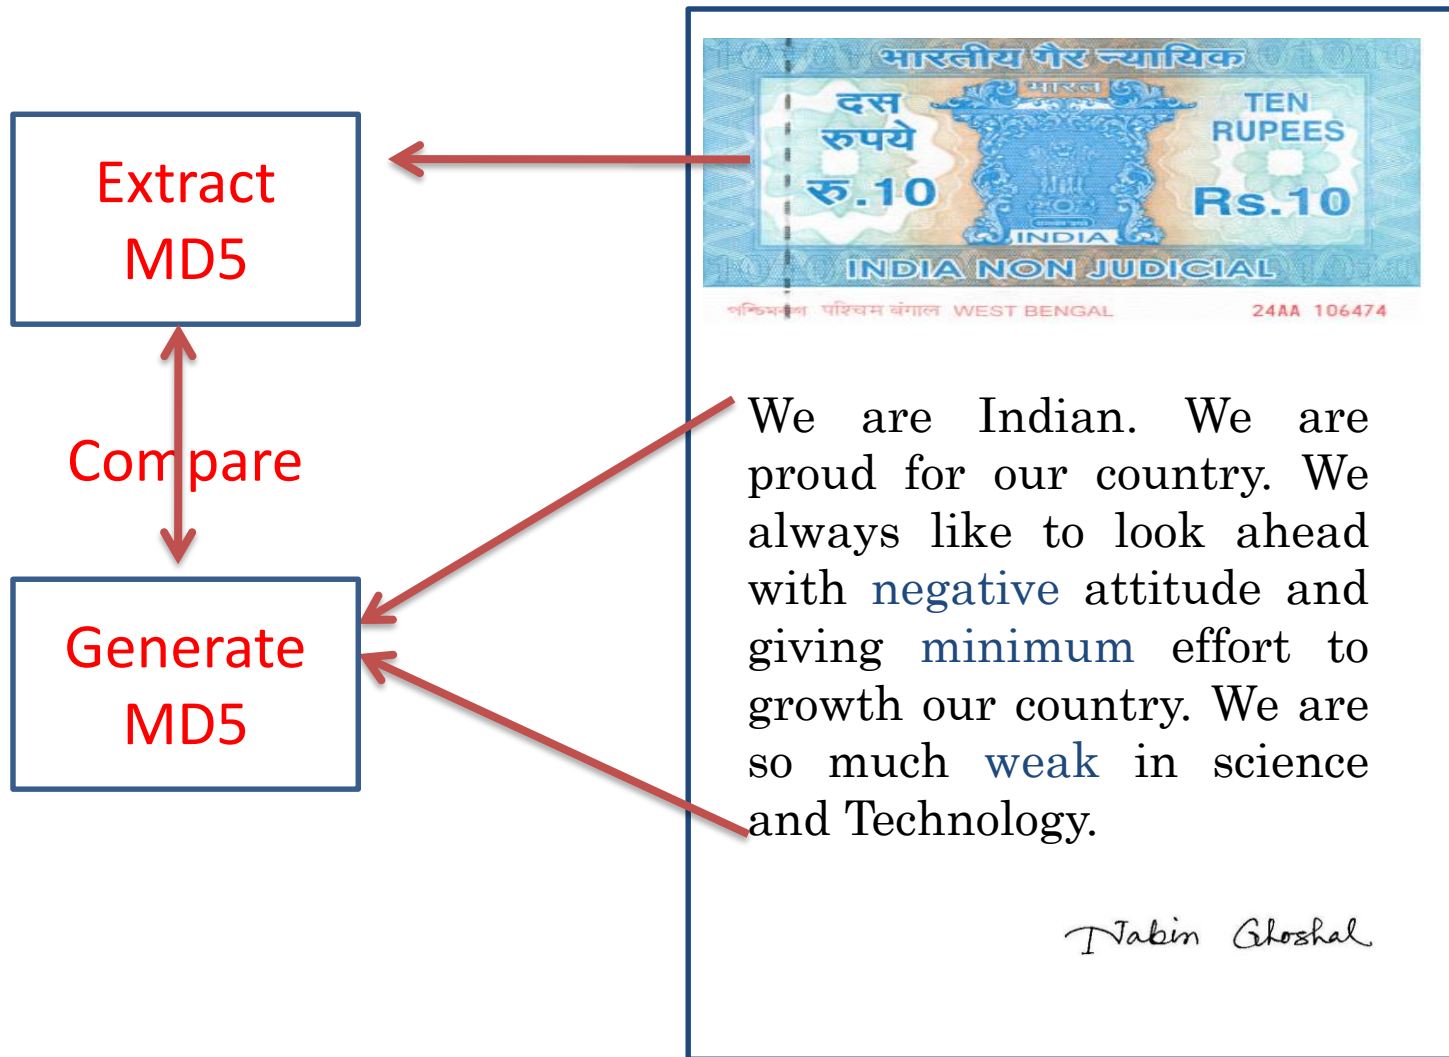 Extract
MD5
Compare
Generate
MD5
भारतीय गैर न्यायिक
भारत
दस
रुपये
रु.10
TEN
RUPEES
Rs.10
INDIA
INDIA NON JUDICIAL
পশ্চিমবঙ্গ पश्चिम बंगाल WEST BENGAL 24AA 106474
We are Indian. We are
proud for our country. We
always like to look ahead
with negative attitude and
giving minimum effort to
growth our country. We are
so much weak in science
and Technology.
Nabin Ghoshal